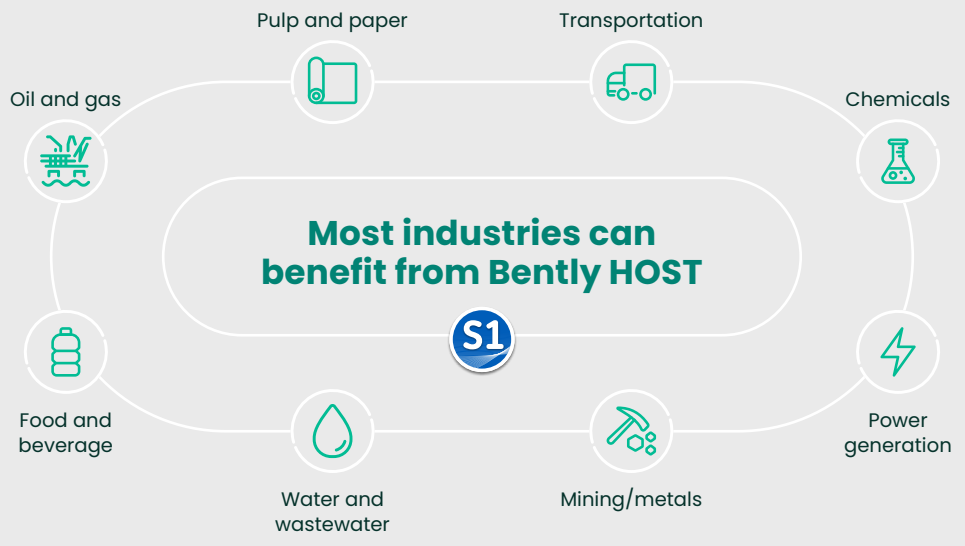 Pulp and paper
Transportation
Oil and gas
Chemicals
Most industries can
benefit from Bently HOST
S1
Food and
beverage
Power
generation
Water and
wastewater
Mining/metals